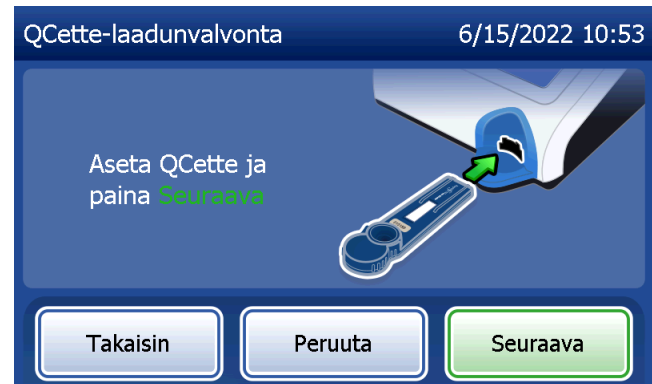 QCette-laadunvalvonta 6/15/2022 10:53
Aseta QCette ja
paina Seuraava
Takaisin Peruuta Seuraava